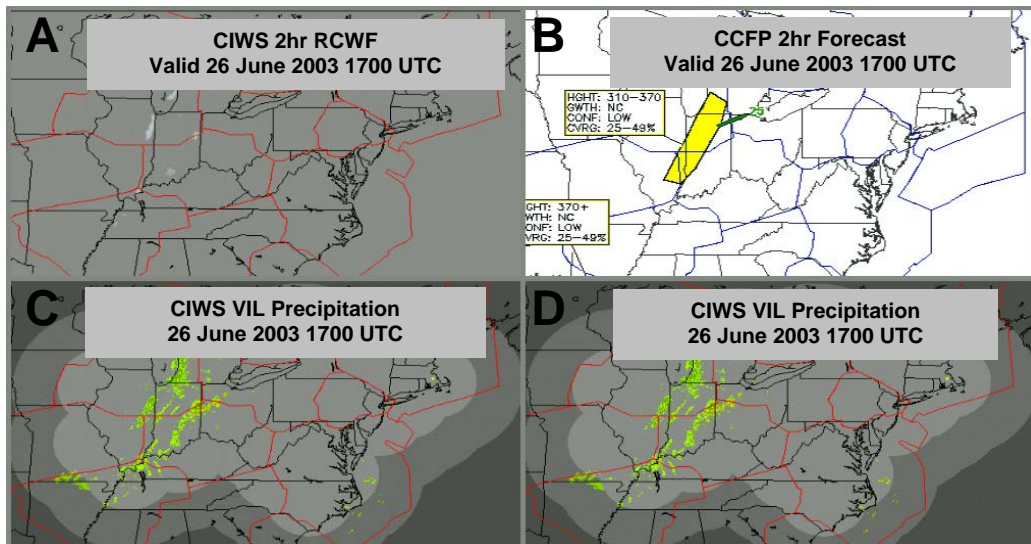 A
CIWS 2hr RCWF
Valid 26 June 2003 1700 UTC
B
CCFP 2hr Forecast
Valid 26 June 2003 1700 UTC
HGHT: 310-370
GWTH: NC
CONF: LOW
CVRG: 25-49%
25
GHT: 370+
WTH: NC
ONF: LOW
VRG: 25-49%
C
CIWS VIL Precipitation
26 June 2003 1700 UTC
D
CIWS VIL Precipitation
26 June 2003 1700 UTC